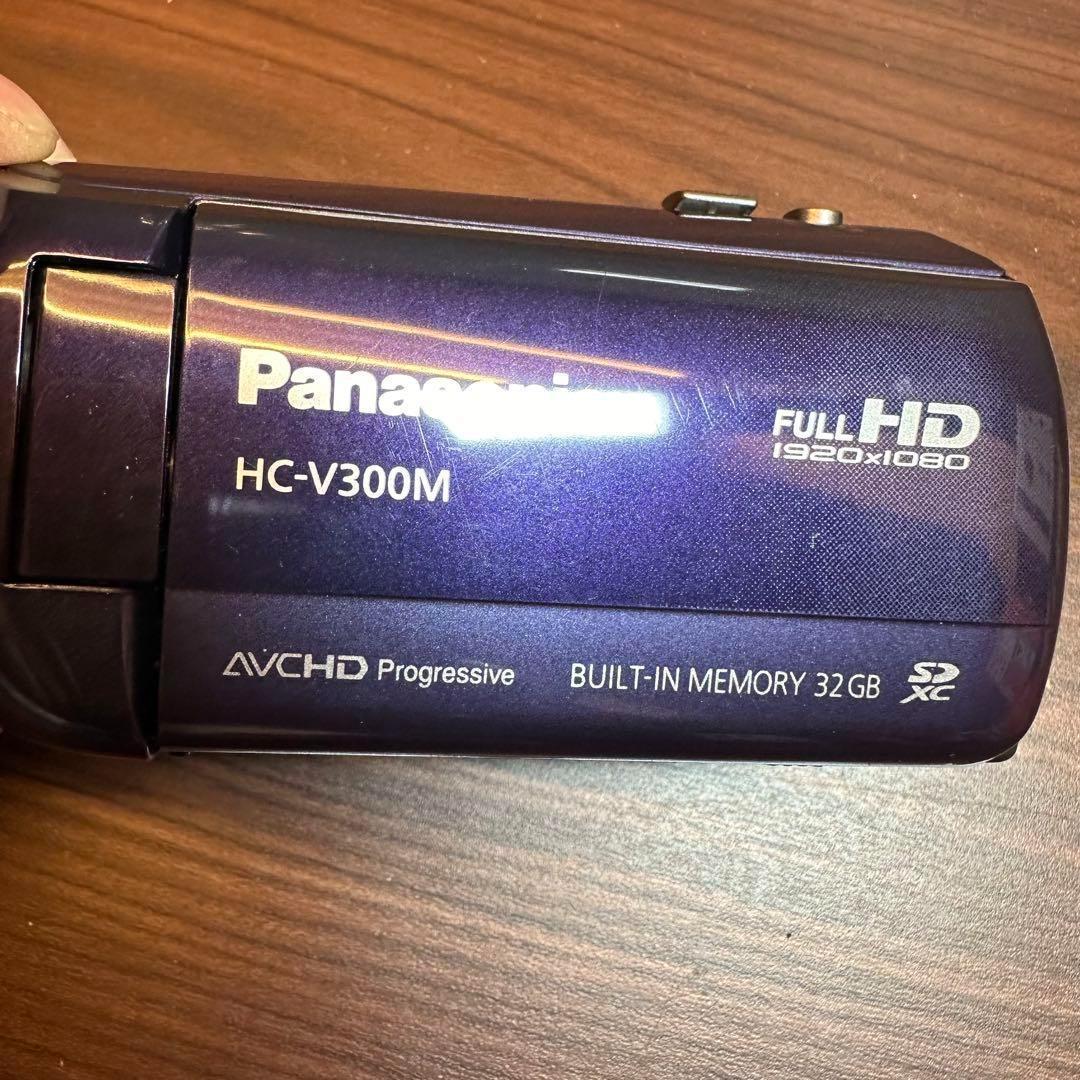 Panasonic
FULL HD
1920x1080
HC-V300M
AVCHD Progressive
BUILT-IN MEMORY 32GB
SD
XC